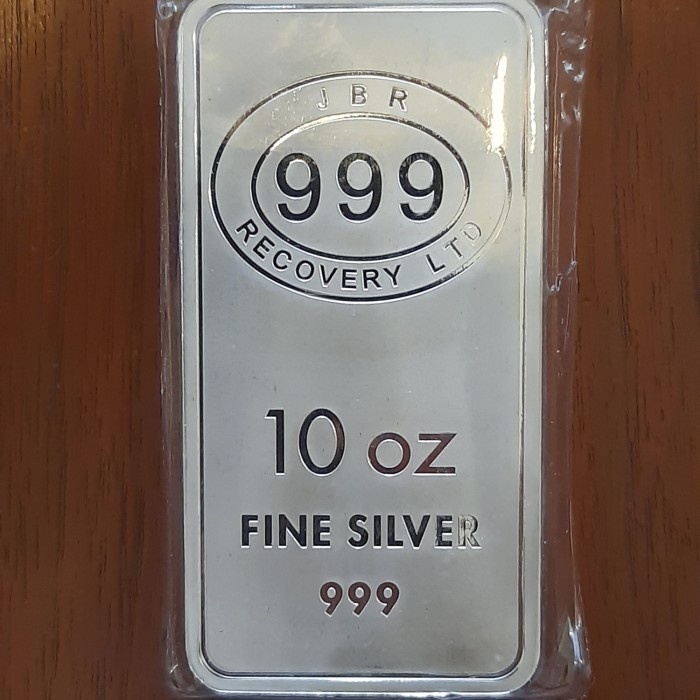 JBR
999
RECOVERY LTD
10 oz
FINE SILVER
999